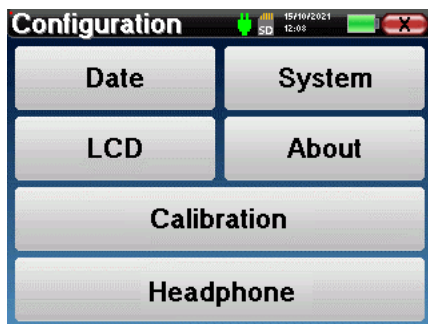 Configuration
SD
15/10/2021
12:08
X
Date
System
LCD
About
Calibration
Headphone